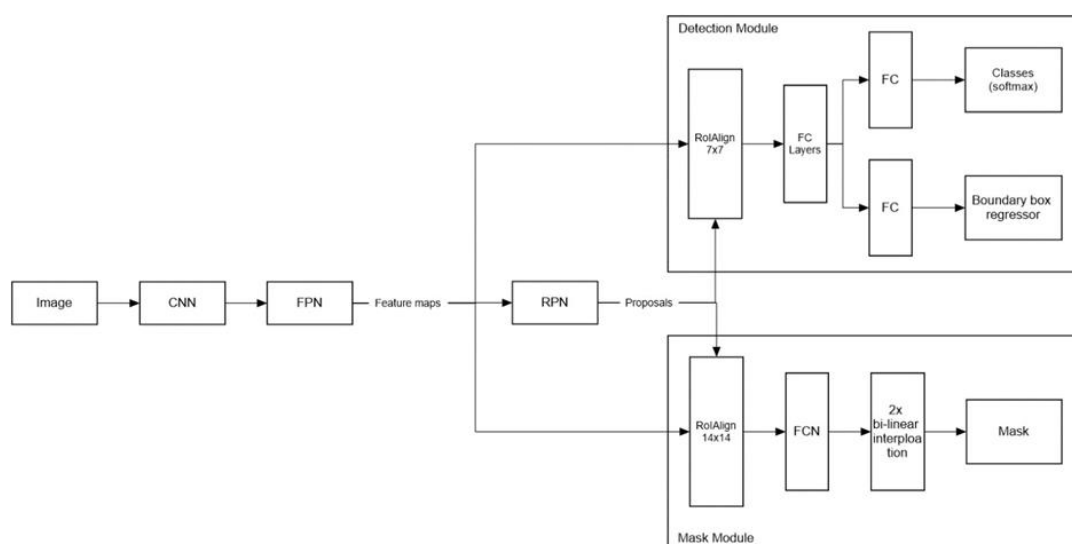 Detection Module
RoIAlign
7x7
FC
Layers
FC
Classes
(softmax)
FC
Boundary box
regressor
Image
CNN
FPN
Feature maps
RPN
Proposals
RoIAlign
14x14
FCN
2x
bi-linear
interploa
tion
Mask
Mask Module